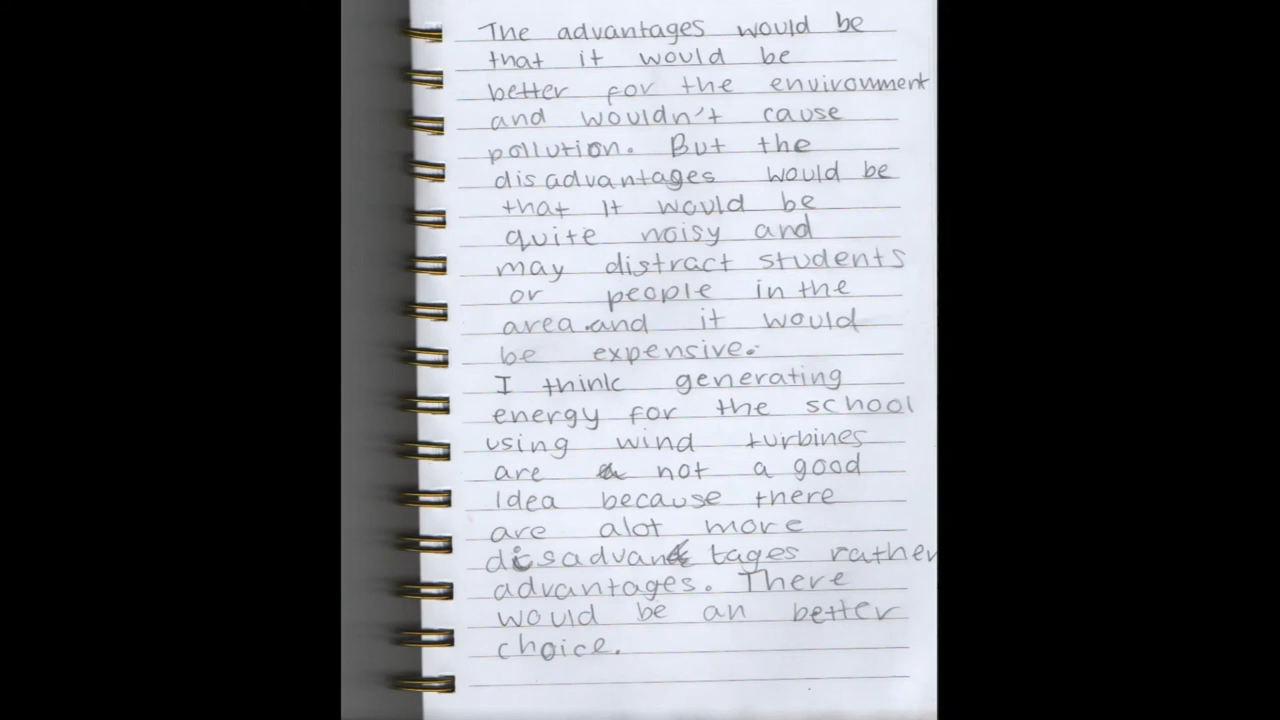 The advantages would be
that it would be
better for the environment
and wouldn't cause
pollution. But the
disadvantages would be
that It would be
quite noisy and
may distract students
or people in the
area.and it would
be expensive.
I think generating
energy for the school
using wind turbines
are not a good
Idea because there
are alot more
disadvantages rather
advantages. There
would be an better
choice.